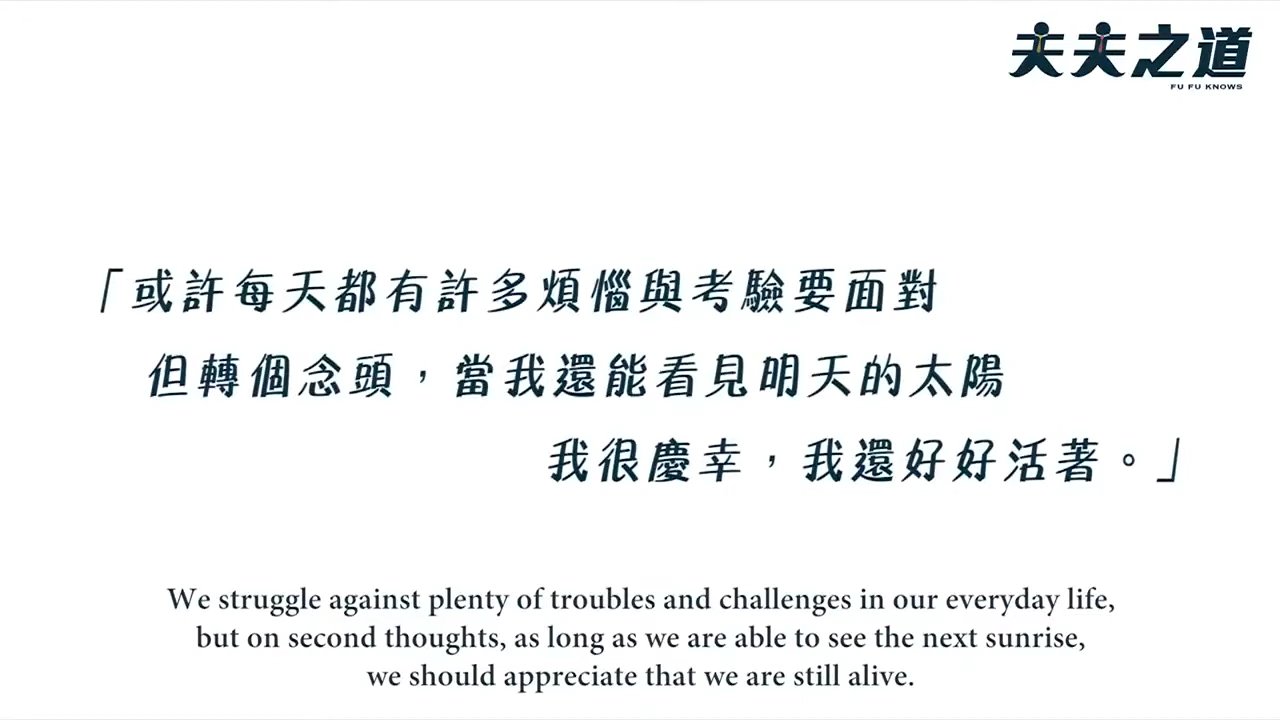 夫夫之道
FU FU KNOWS
「或許每天都有許多煩惱與考驗要面對
但轉個念頭，當我還能看見明天的太陽
我很慶幸，我還好好活著。」
We struggle against plenty of troubles and challenges in our everyday life,
but on second thoughts, as long as we are able to see the next sunrise,
we should appreciate that we are still alive.